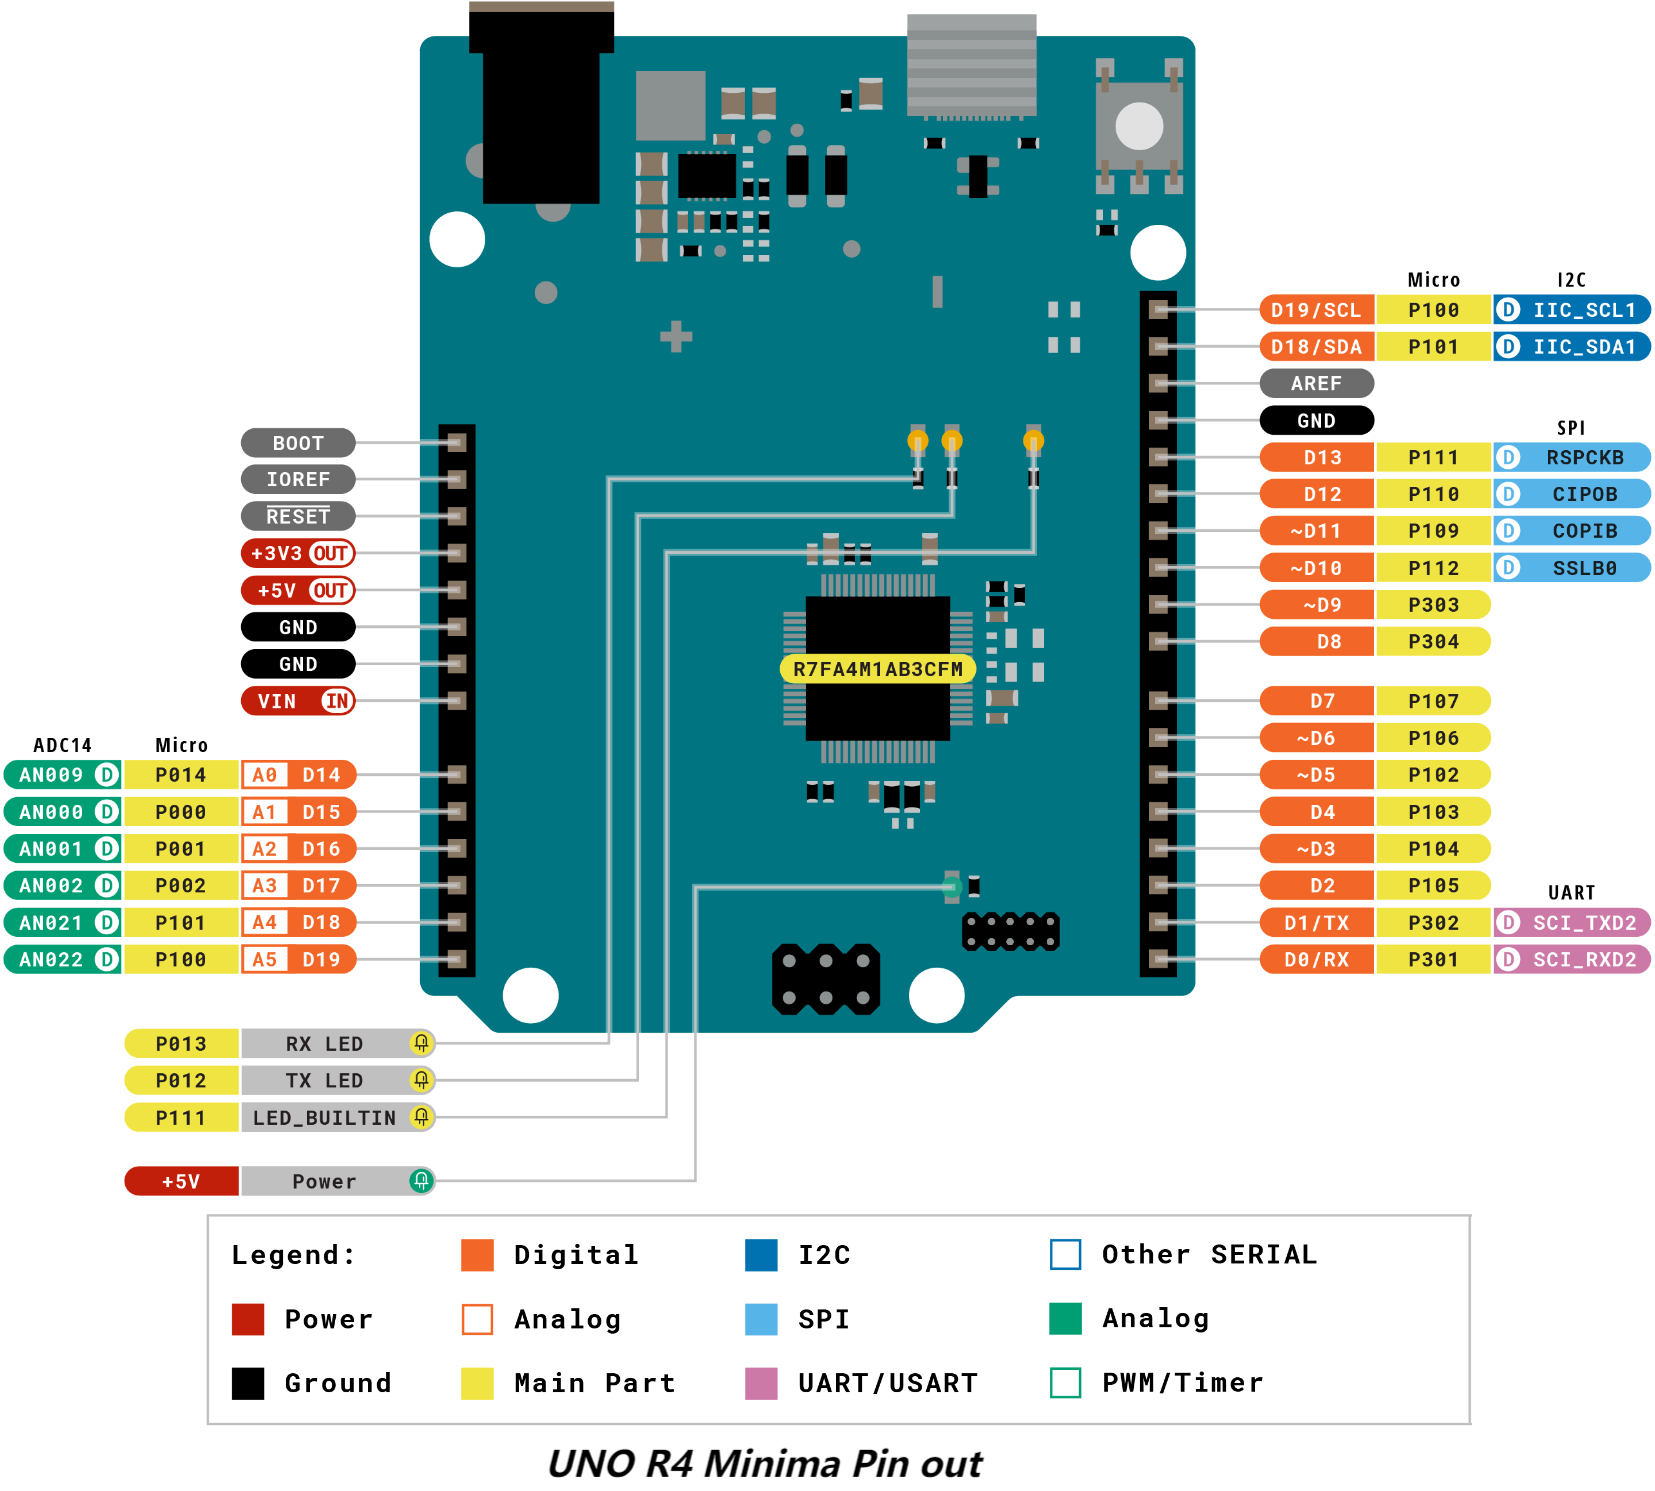 Micro I2C
D19/SCL P100 D IIC_SCL1
D18/SDA P101 D IIC_SDA1
AREF
GND
SPI
D13 P111 D RSPCKB
D12 P110 D CIPOB
~D11 P109 D COPIB
~D10 P112 D SSLB0
~D9 P303
D8 P304
D7 P107
~D6 P106
~D5 P102
D4 P103
~D3 P104
D2 P105
UART
D1/TX P302 D SCI_TXD2
D0/RX P301 D SCI_RXD2
BOOT
IOREF
RESET
+3V3 OUT
+5V OUT
GND
GND
VIN IN
ADC14 Micro
AN009 D P014 A0 D14
AN000 D P000 A1 D15
AN001 D P001 A2 D16
AN002 D P002 A3 D17
AN021 D P101 A4 D18
AN022 D P100 A5 D19
R7FA4M1AB3CFM
P013 RX LED
P012 TX LED
P111 LED_BUILTIN
+5V Power
Legend: Digital I2C Other SERIAL
Power Analog SPI Analog
Ground Main Part UART/USART PWM/Timer
UNO R4 Minima Pin out